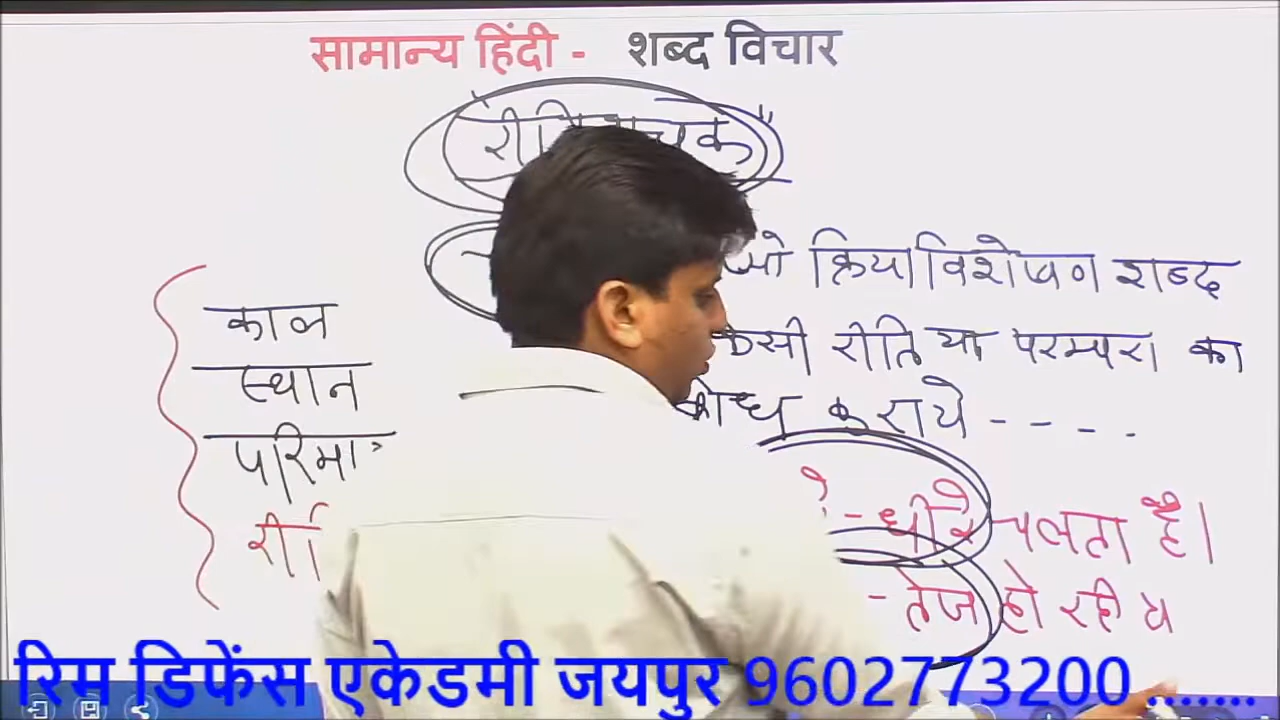 सामान्य हिंदी - शब्द विचार
जो क्रियाविशेषण शब्द
काल
रीति या परम्परा का
स्थान
कराये - - - -
परिमा
- धीरे चलता है।
- तेज हो रही थ
रिम डिफेंस एकेडमी जयपुर 9602773200 .......